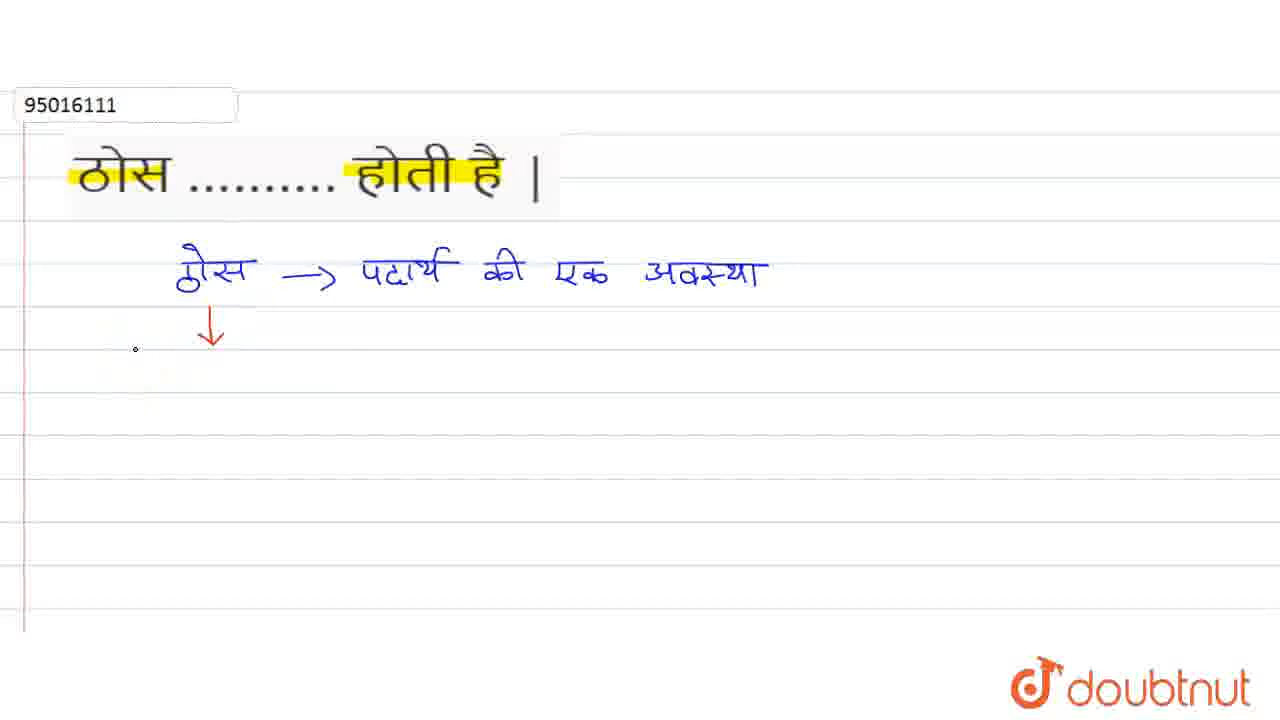 95016111
ठोस .......... होती है |
ठोस → पदार्थ की एक अवस्था
↓
doubtnut